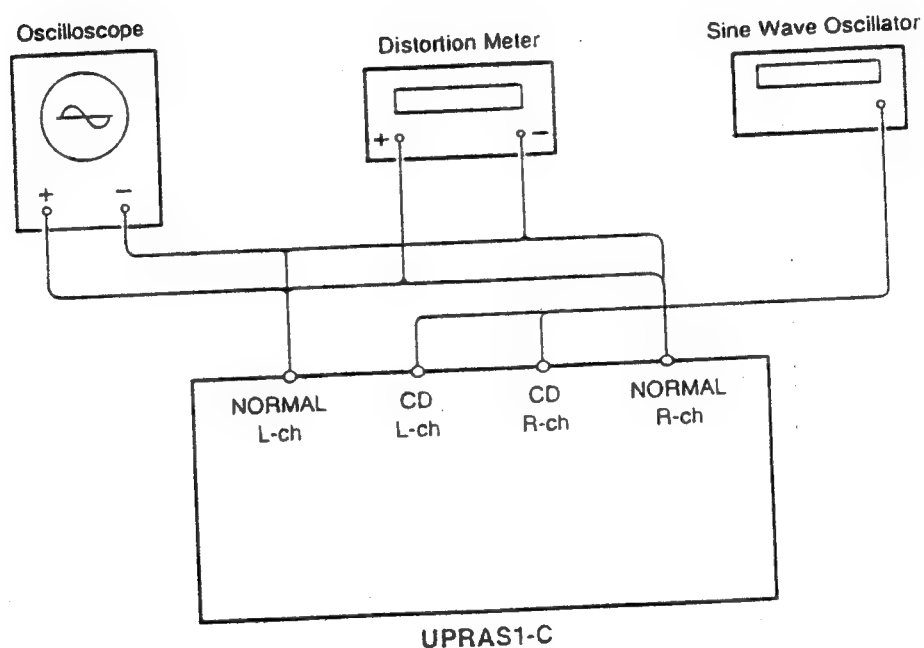 Oscilloscope
Distortion Meter
Sine Wave Oscillator
+ −
+ −
NORMAL
L-ch
CD
L-ch
CD
R-ch
NORMAL
R-ch
UPRAS1-C